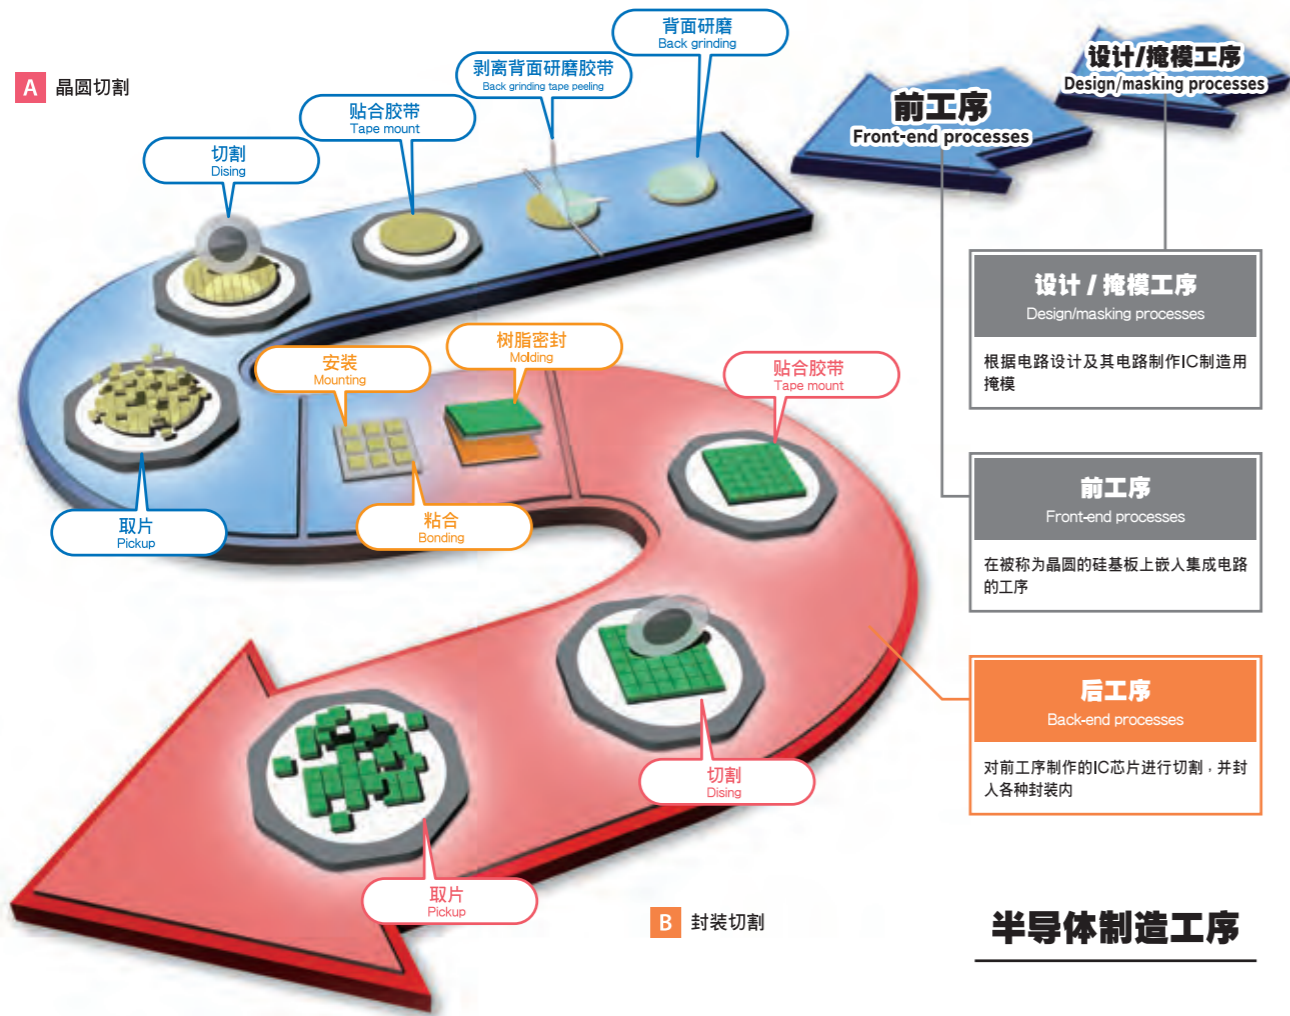 A 晶圆切割
背面研磨
Back grinding
剥离背面研磨胶带
Back grinding tape peeling
贴合胶带
Tape mount
切割
Dising
取片
Pickup
安装
Mounting
树脂密封
Molding
粘合
Bonding
贴合胶带
Tape mount
切割
Dising
取片
Pickup
B 封装切割
设计/掩模工序
Design/masking processes
前工序
Front-end processes
设计 / 掩模工序
Design/masking processes
根据电路设计及其电路制作IC制造用
掩模
前工序
Front-end processes
在被称为晶圆的硅基板上嵌入集成电路
的工序
后工序
Back-end processes
对前工序制作的IC芯片进行切割，并封
入各种封装内
半导体制造工序